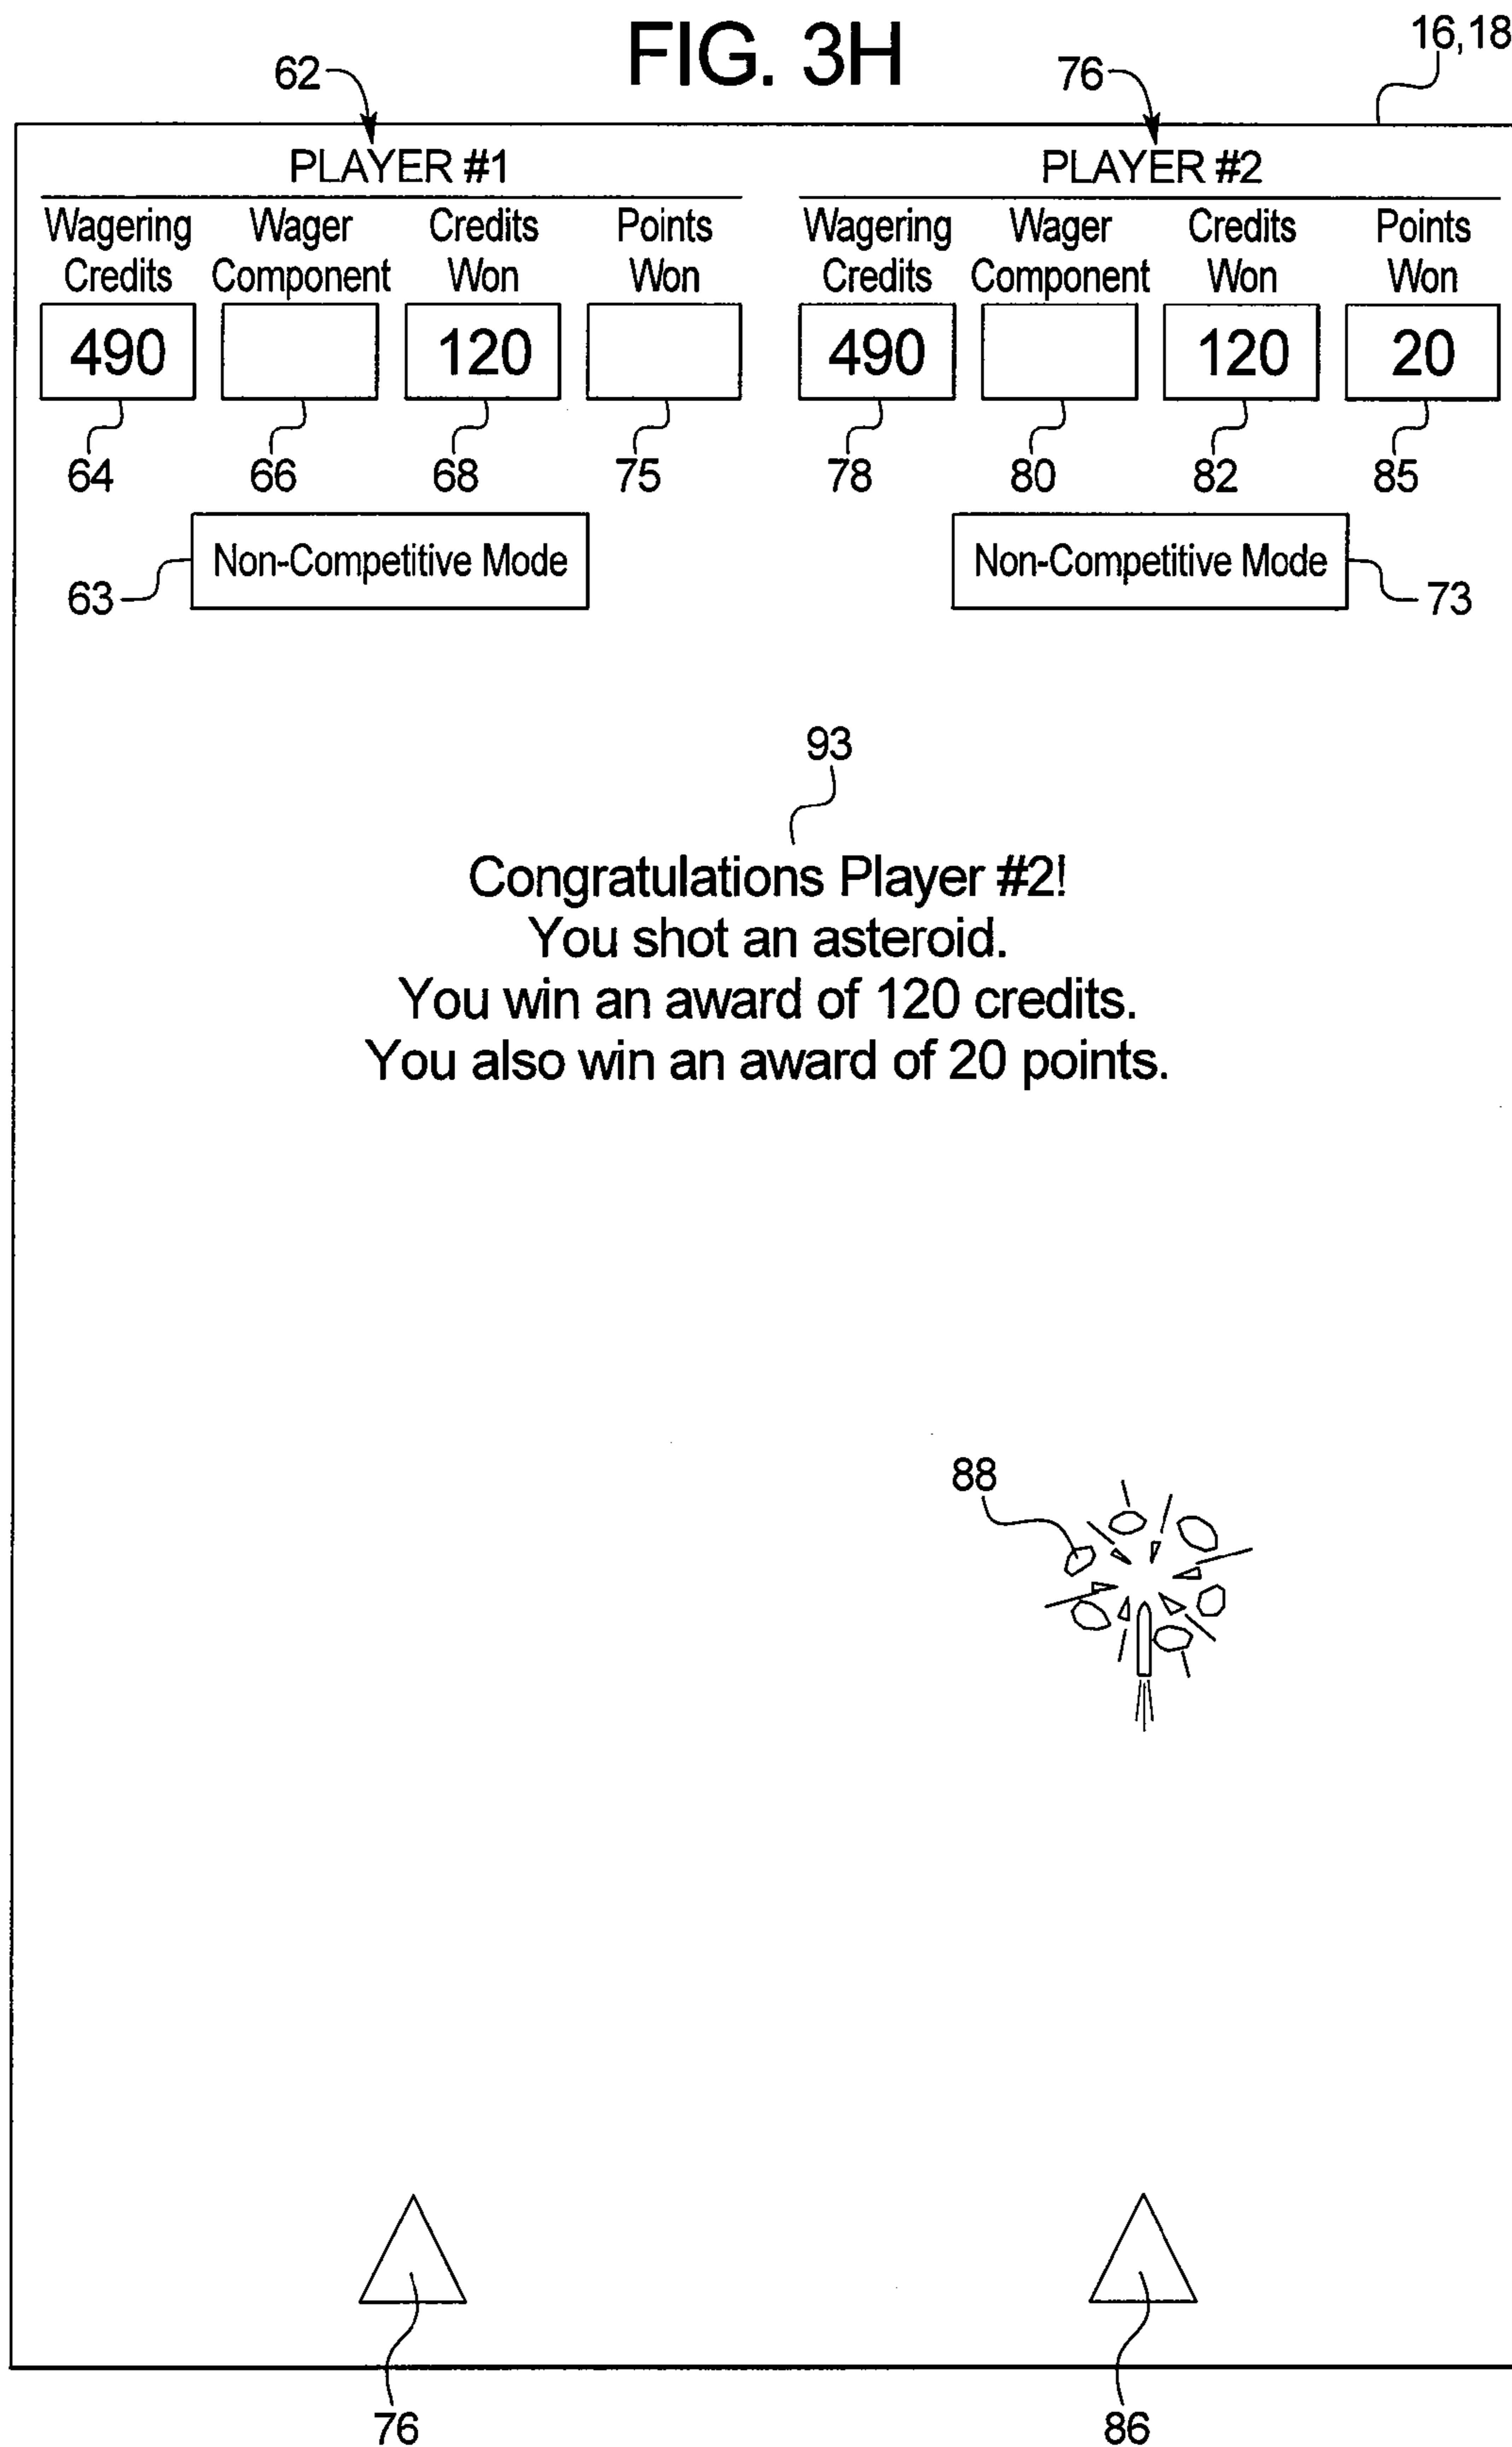 FIG. 3H
16,18
62
76
PLAYER #1
PLAYER #2
Wagering Credits
Wager Component
Credits Won
Points Won
Wagering Credits
Wager Component
Credits Won
Points Won
490
120
490
120
20
64
66
68
75
78
80
82
85
Non-Competitive Mode
Non-Competitive Mode
63
73
93
Congratulations Player #2!
You shot an asteroid.
You win an award of 120 credits.
You also win an award of 20 points.
88
76
86